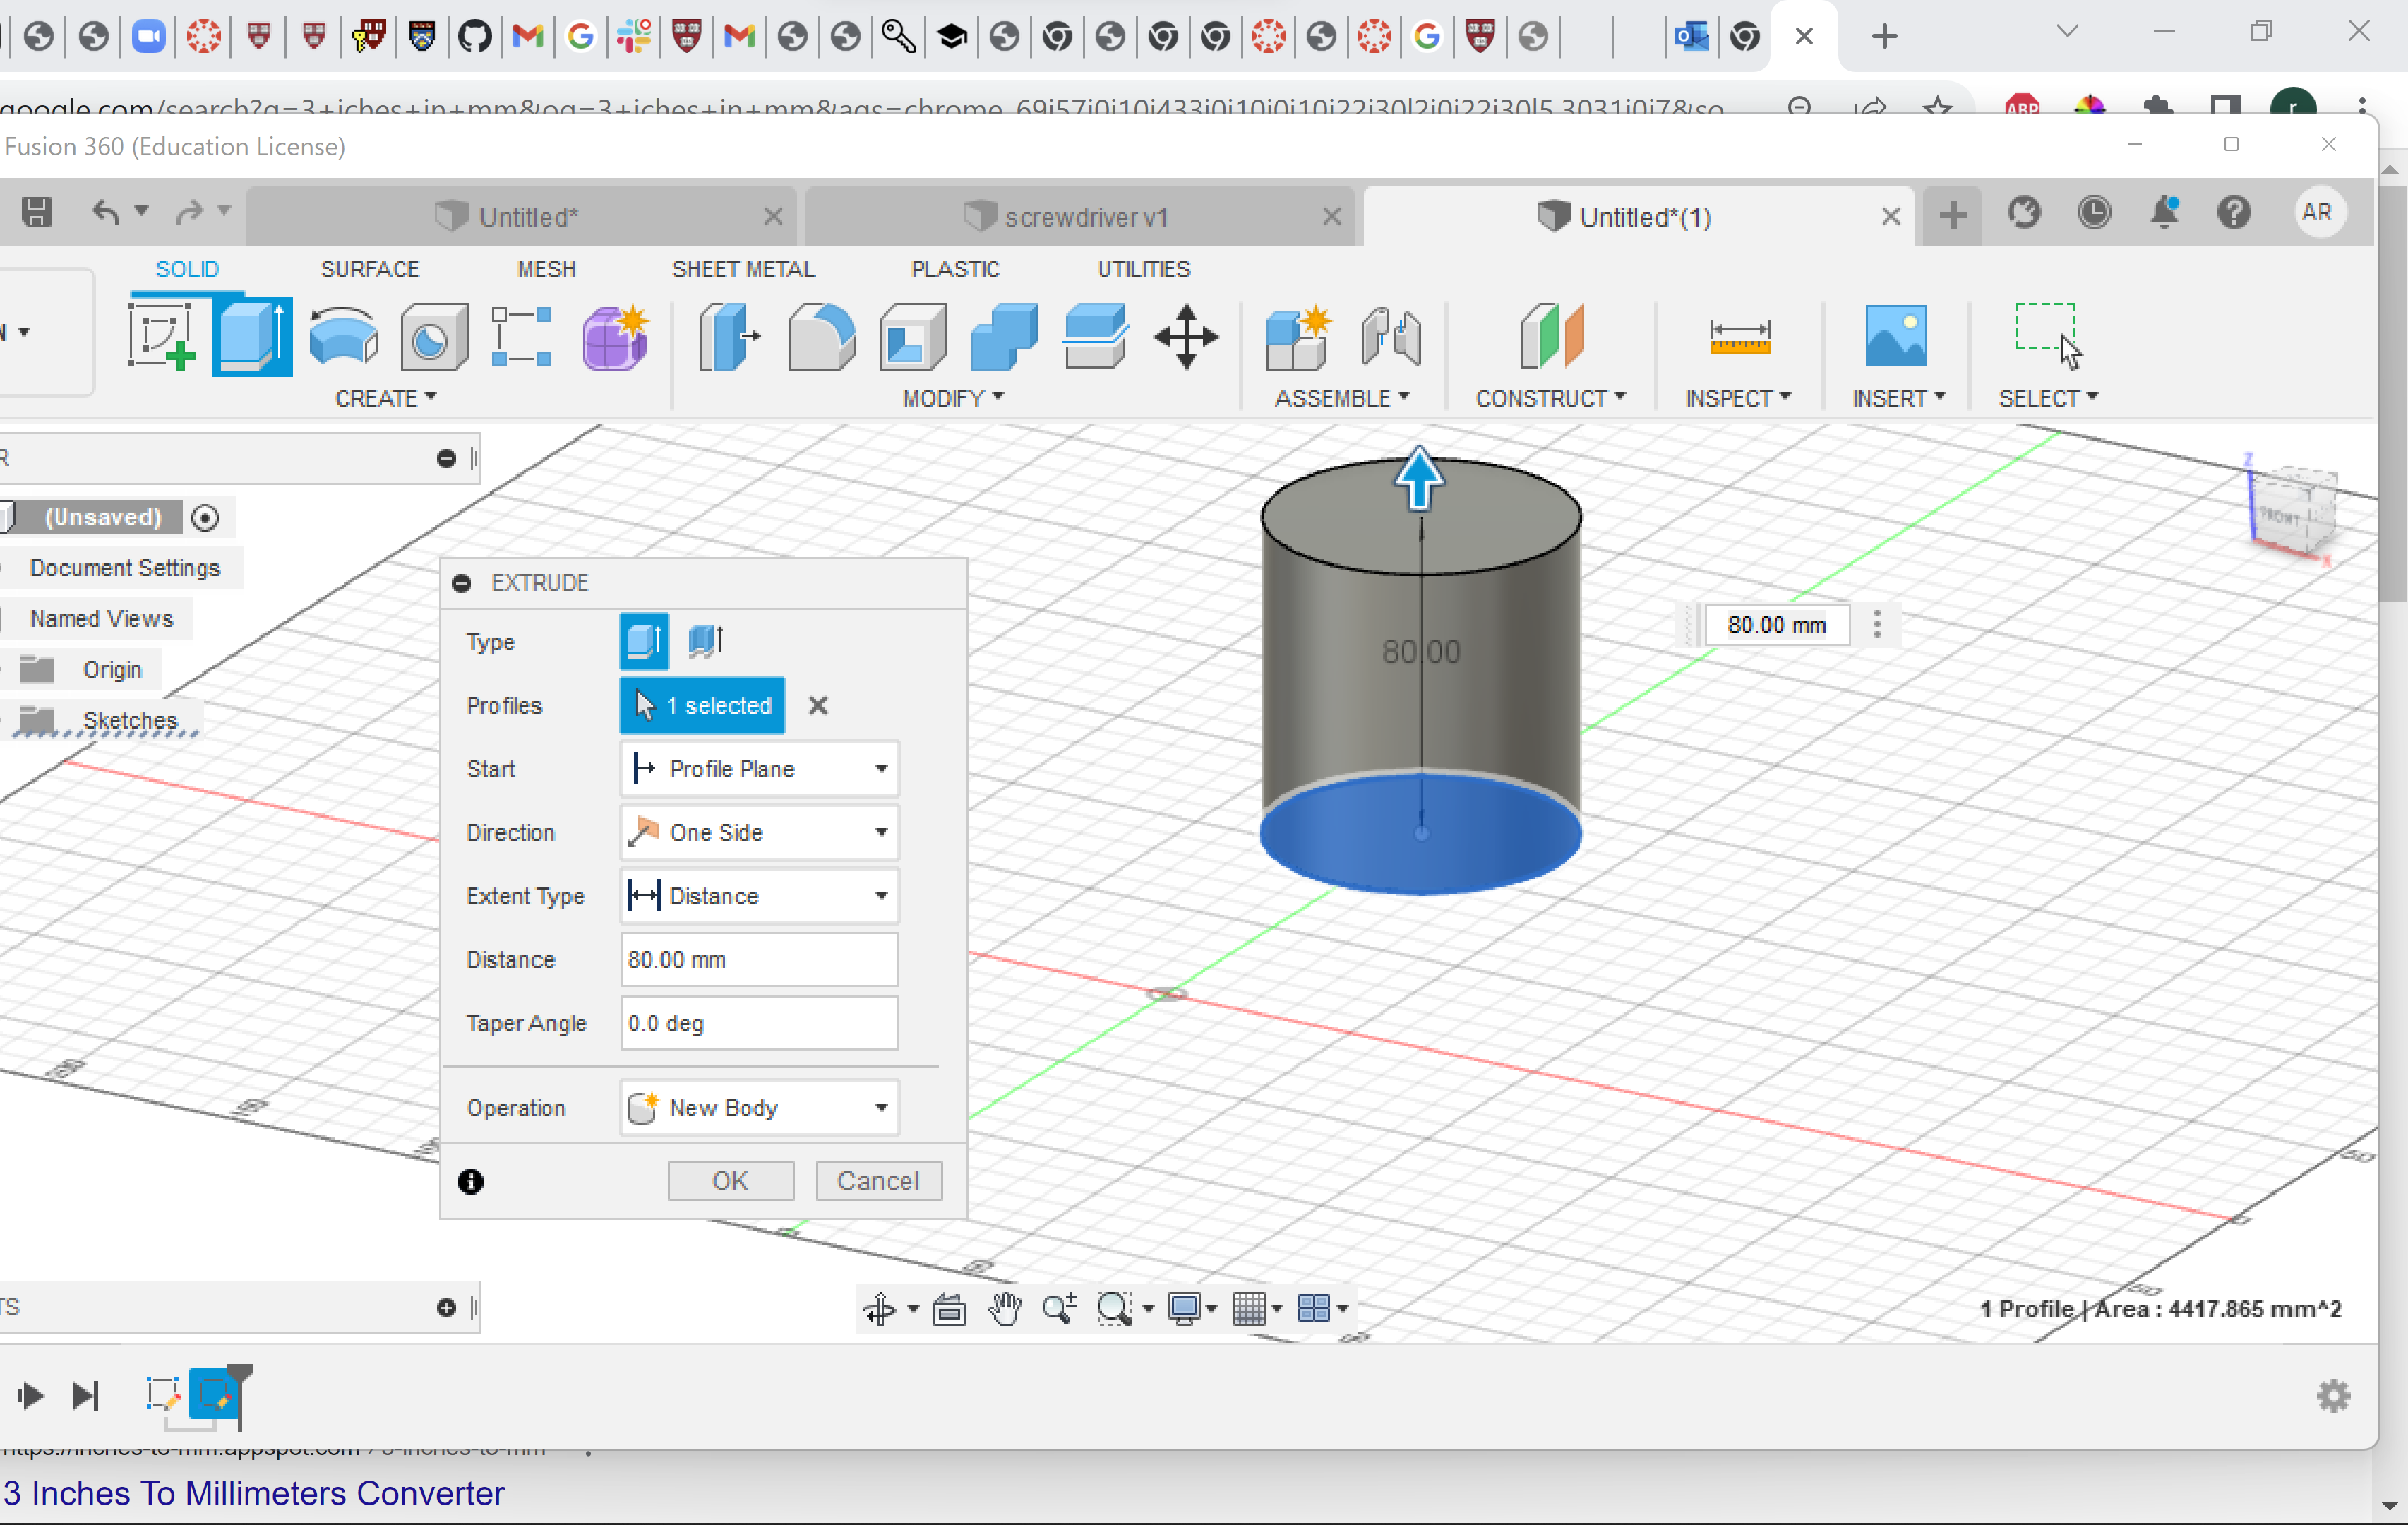 google.com/search?q=3+iches+in+mm&oq=3+iches+in+mm&aqs=chrome
ABP
r
Fusion 360 (Education License)
Untitled*
screwdriver v1
Untitled*(1)
AR
SOLID
SURFACE
MESH
SHEET METAL
PLASTIC
UTILITIES
CREATE
MODIFY
ASSEMBLE
CONSTRUCT
INSPECT
INSERT
SELECT
(Unsaved)
Document Settings
Named Views
Origin
Sketches
EXTRUDE
Type
Profiles 1 selected
Start Profile Plane
Direction One Side
Extent Type Distance
Distance 80.00 mm
Taper Angle 0.0 deg
Operation New Body
OK Cancel
80.00
80.00 mm
Z
FRONT
X
50
1 Profile | Area : 4417.865 mm^2
TS
https://inches-to-mm.appspot.com › 3-inches-to-mm
3 Inches To Millimeters Converter